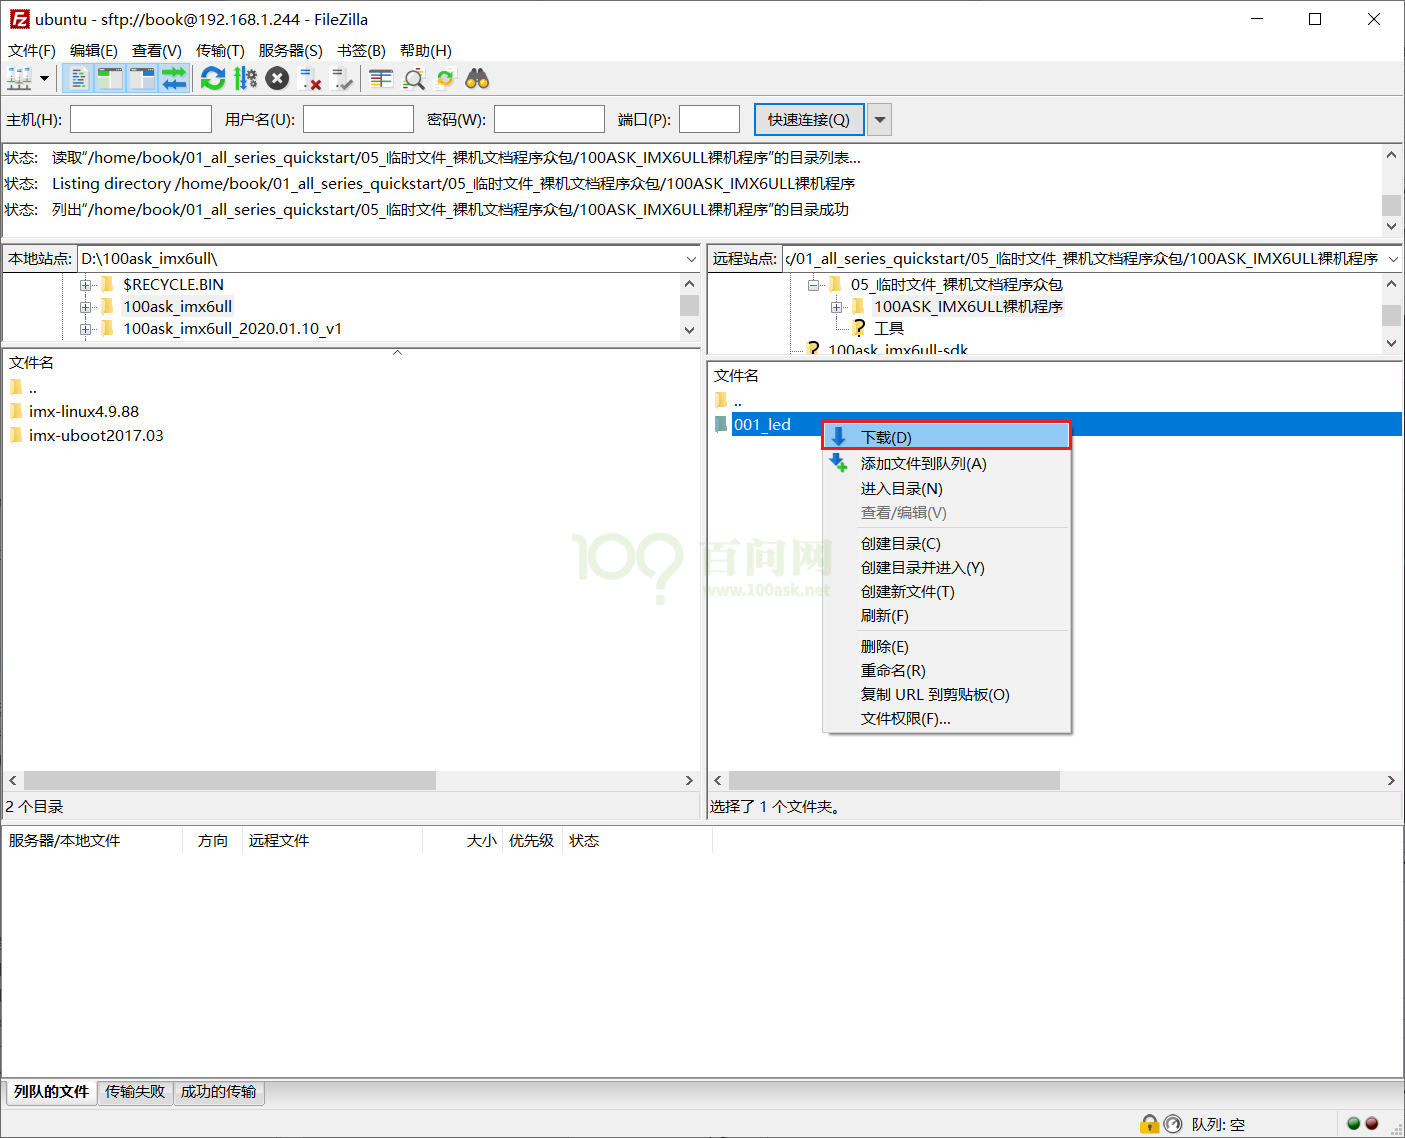 ubuntu - sftp://book@192.168.1.244 - FileZilla
文件(F) 编辑(E) 查看(V) 传输(T) 服务器(S) 书签(B) 帮助(H)
主机(H): 用户名(U): 密码(W): 端口(P): 快速连接(Q)
状态: 读取“/home/book/01_all_series_quickstart/05_临时文件_裸机文档程序众包/100ASK_IMX6ULL裸机程序”的目录列表...
状态: Listing directory /home/book/01_all_series_quickstart/05_临时文件_裸机文档程序众包/100ASK_IMX6ULL裸机程序
状态: 列出“/home/book/01_all_series_quickstart/05_临时文件_裸机文档程序众包/100ASK_IMX6ULL裸机程序”的目录成功
本地站点: D:\100ask_imx6ull\
$RECYCLE.BIN
100ask_imx6ull
100ask_imx6ull_2020.01.10_v1
文件名
..
imx-linux4.9.88
imx-uboot2017.03
2 个目录
远程站点: :/01_all_series_quickstart/05_临时文件_裸机文档程序众包/100ASK_IMX6ULL裸机程序
05_临时文件_裸机文档程序众包
100ASK_IMX6ULL裸机程序
工具
100ask_imx6ull-sdk
文件名
..
001_led
下载(D)
添加文件到队列(A)
进入目录(N)
查看/编辑(V)
创建目录(C)
创建目录并进入(Y)
创建新文件(T)
刷新(F)
删除(E)
重命名(R)
复制 URL 到剪贴板(O)
文件权限(F)...
百问网
www.100ask.net
选择了 1 个文件夹。
服务器/本地文件 方向 远程文件 大小 优先级 状态
列队的文件 传输失败 成功的传输
队列: 空